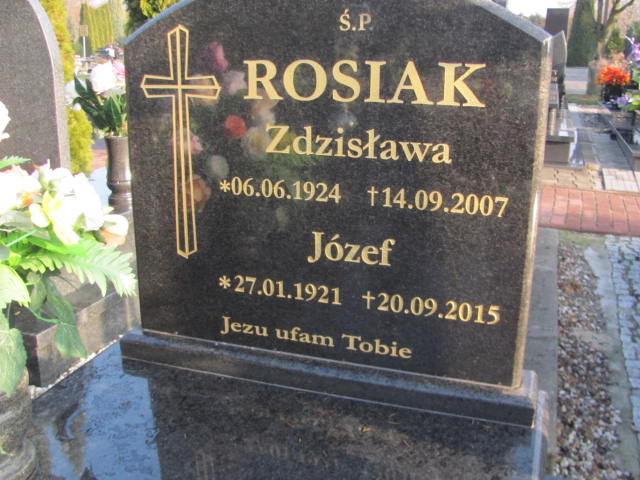 Ś.P.
ROSIAK
Zdzisława
*06.06.1924 †14.09.2007
Józef
*27.01.1921 †20.09.2015
Jezu ufam Tobie